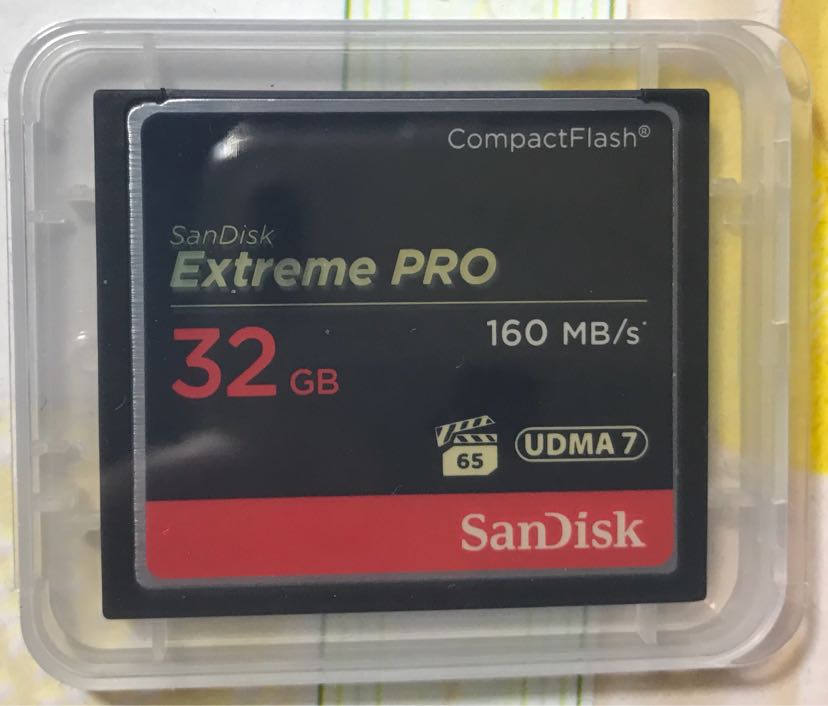 CompactFlash®
SanDisk
Extreme PRO
160 MB/s*
32 GB
65
UDMA 7
SanDisk